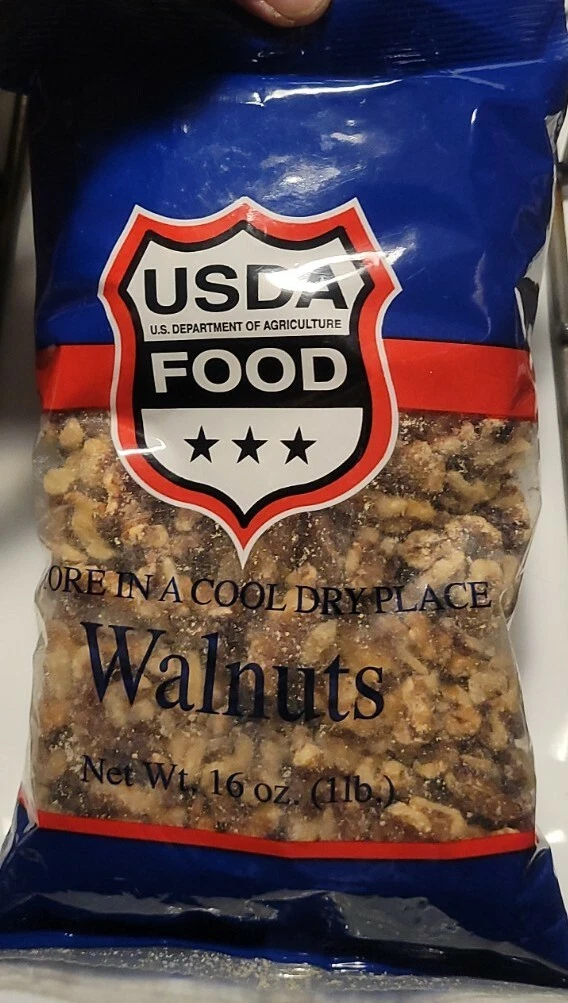 USDA
U.S. DEPARTMENT OF AGRICULTURE
FOOD
ORE IN A COOL DRY PLACE
Walnuts
Net Wt. 16 oz. (1lb.)